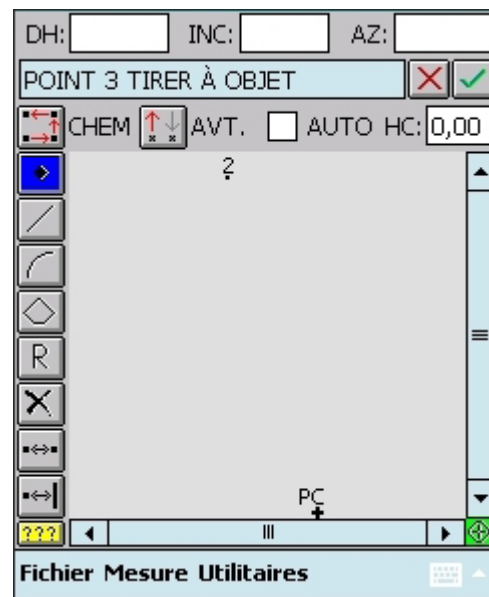 DH: INC: AZ:
POINT 3 TIRER À OBJET
CHEM AVT. AUTO HC: 0,00
2
R
PC
???
Fichier Mesure Utilitaires